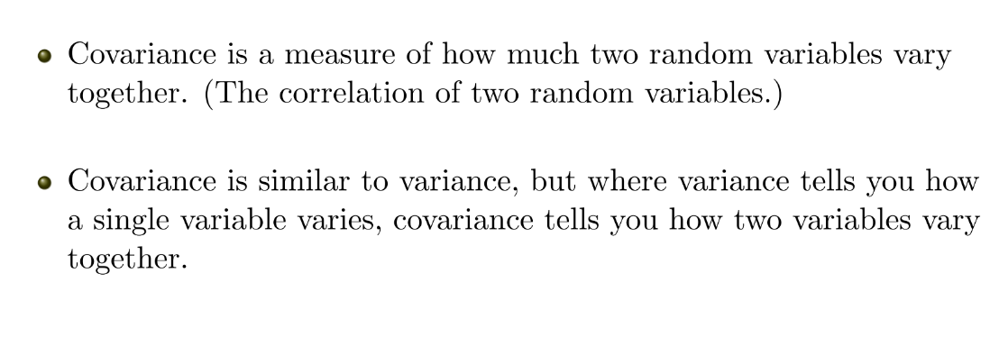 Covariance is a measure of how much two random variables vary
together. (The correlation of two random variables.)
Covariance is similar to variance, but where variance tells you how
a single variable varies, covariance tells you how two variables vary
together.